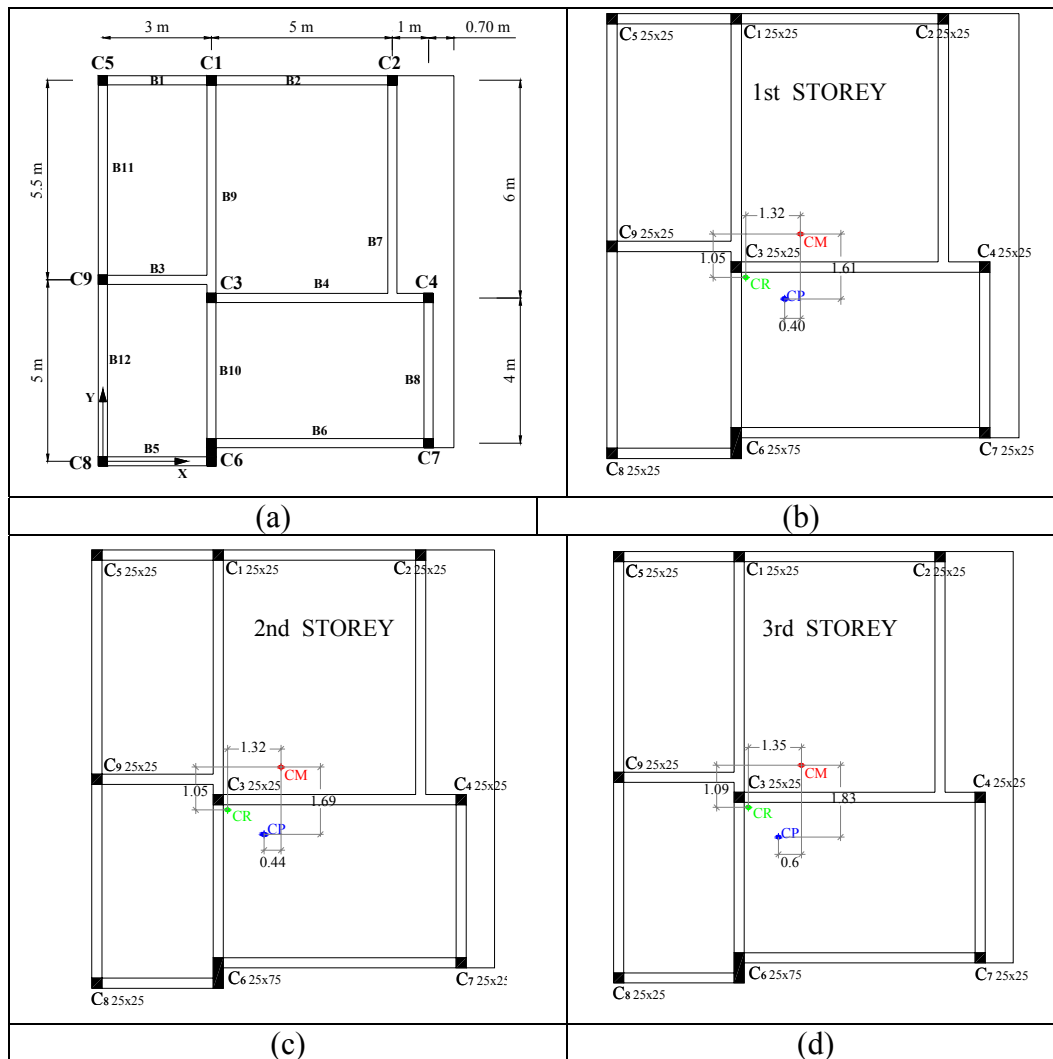 3 m 5 m 1 m 0.70 m
C5 C1 C2
B1 B2
5.5 m B11 B9 6 m
B7
C9 B3 C3 B4 C4
B12 B10 B8
5 m 4 m
Y
B6
B5
C8 X C6 C7
(a)
C5 25x25 C1 25x25 C2 25x25
1st STOREY
1.32
C9 25x25 CM
C3 25x25 C4 25x25
1.05 1.61
CR
CP
0.40
C6 25x75 C7 25x25
C8 25x25
(b)
C5 25x25 C1 25x25 C2 25x25
2nd STOREY
1.32
C9 25x25 CM
C3 25x25 C4 25x25
1.05 1.69
CR
CP
0.44
C6 25x75 C7 25x25
C8 25x25
(c)
C5 25x25 C1 25x25 C2 25x25
3rd STOREY
1.35
C9 25x25 CM
C3 25x25 C4 25x25
1.09 1.83
CR
CP
0.6
C6 25x75 C7 25x25
C8 25x25
(d)